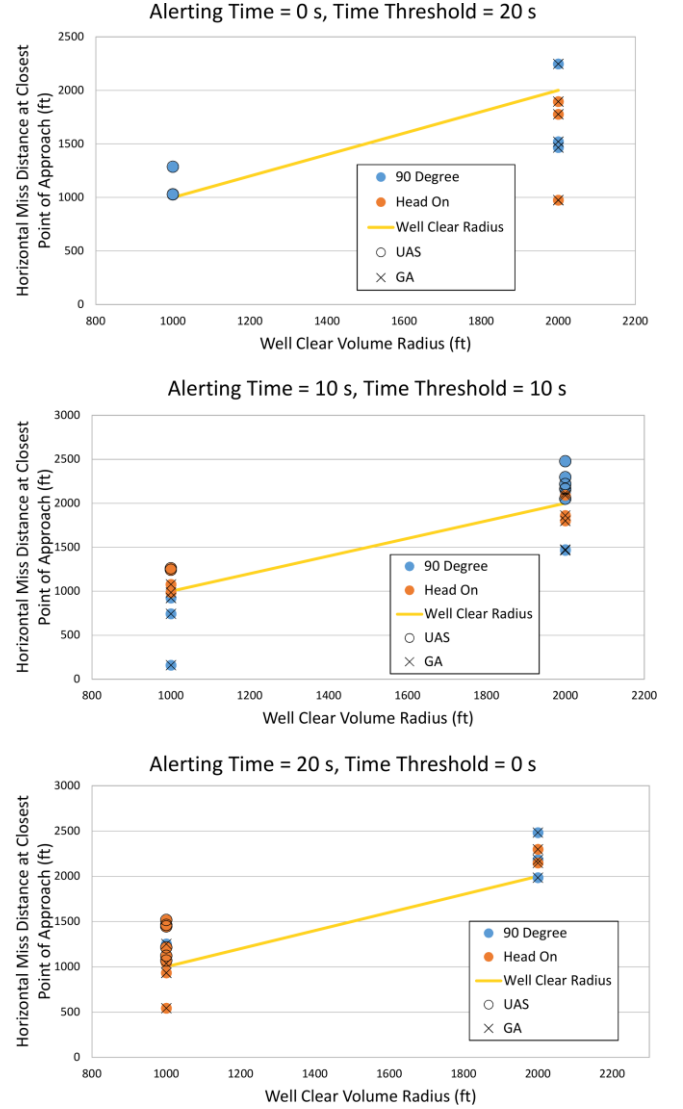 Alerting Time = 0 s, Time Threshold = 20 s
Horizontal Miss Distance at Closest
Point of Approach (ft)
2500
2000
1500
1000
500
0
90 Degree
Head On
Well Clear Radius
UAS
GA
800 1000 1200 1400 1600 1800 2000 2200
Well Clear Volume Radius (ft)
Alerting Time = 10 s, Time Threshold = 10 s
Horizontal Miss Distance at Closest
Point of Approach (ft)
3000
2500
2000
1500
1000
500
0
90 Degree
Head On
Well Clear Radius
UAS
GA
800 1000 1200 1400 1600 1800 2000 2200
Well Clear Volume Radius (ft)
Alerting Time = 20 s, Time Threshold = 0 s
Horizontal Miss Distance at Closest
Point of Approach (ft)
3000
2500
2000
1500
1000
500
0
90 Degree
Head On
Well Clear Radius
UAS
GA
800 1000 1200 1400 1600 1800 2000 2200
Well Clear Volume Radius (ft)